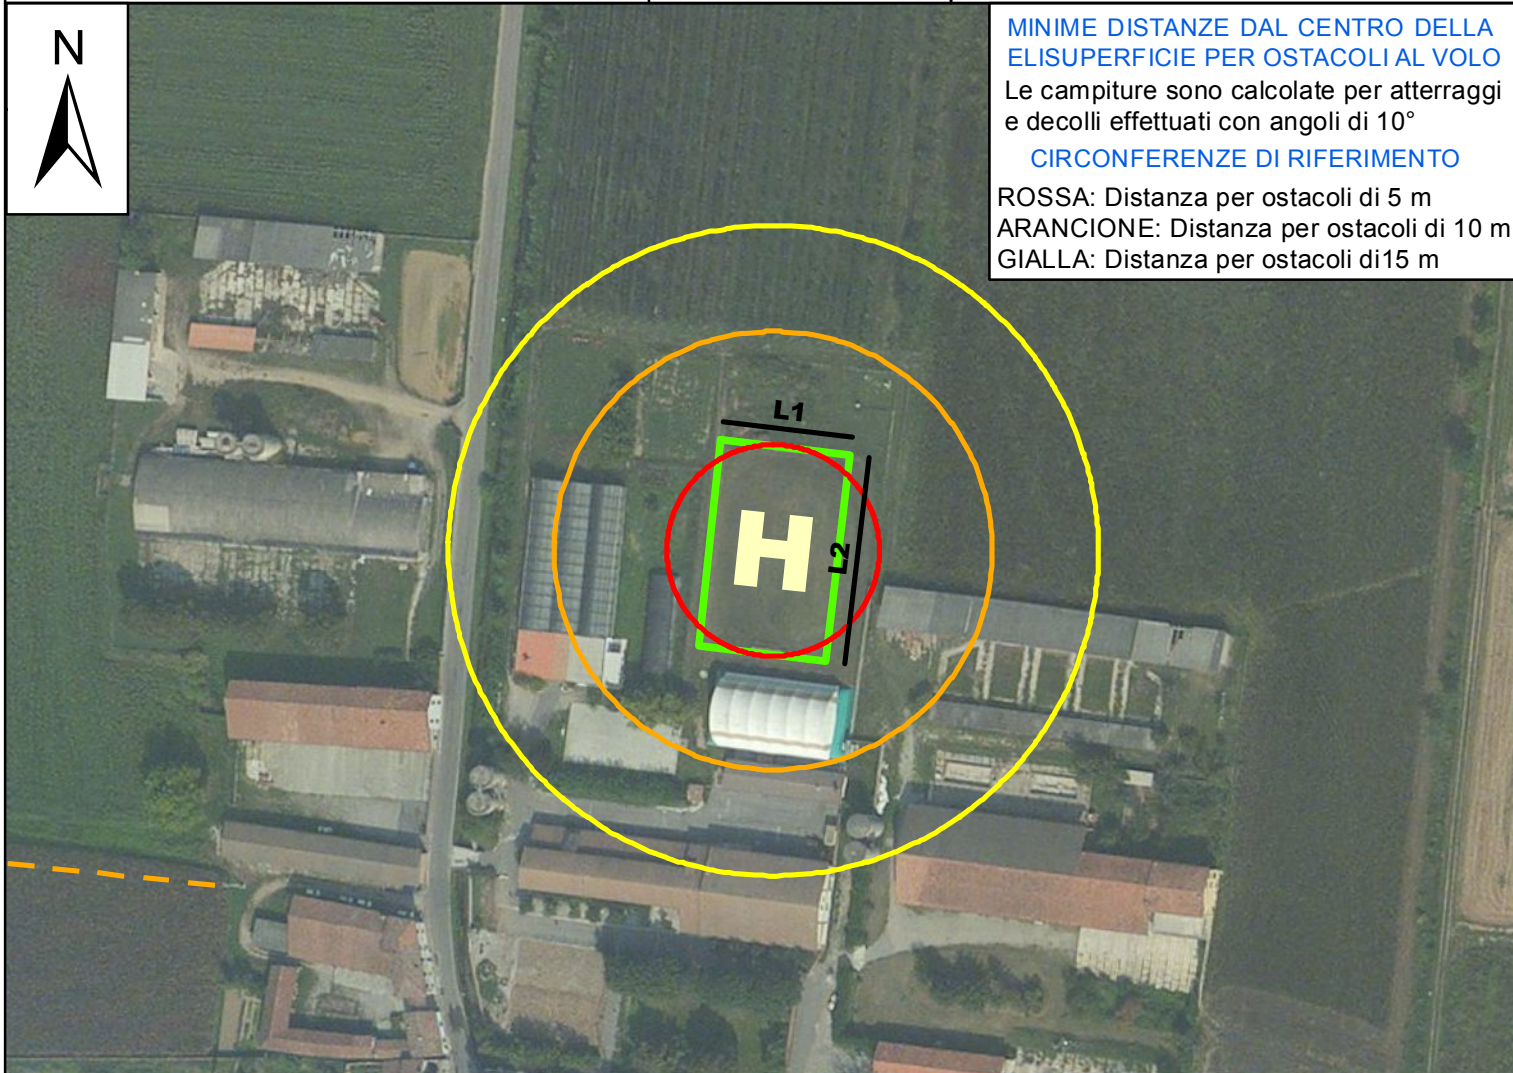 N
MINIME DISTANZE DAL CENTRO DELLA
ELISUPERFICIE PER OSTACOLI AL VOLO
Le campiture sono calcolate per atterraggi
e decolli effettuati con angoli di 10°
CIRCONFERENZE DI RIFERIMENTO
ROSSA: Distanza per ostacoli di 5 m
ARANCIONE: Distanza per ostacoli di 10 m
GIALLA: Distanza per ostacoli di15 m
L1
L2
H